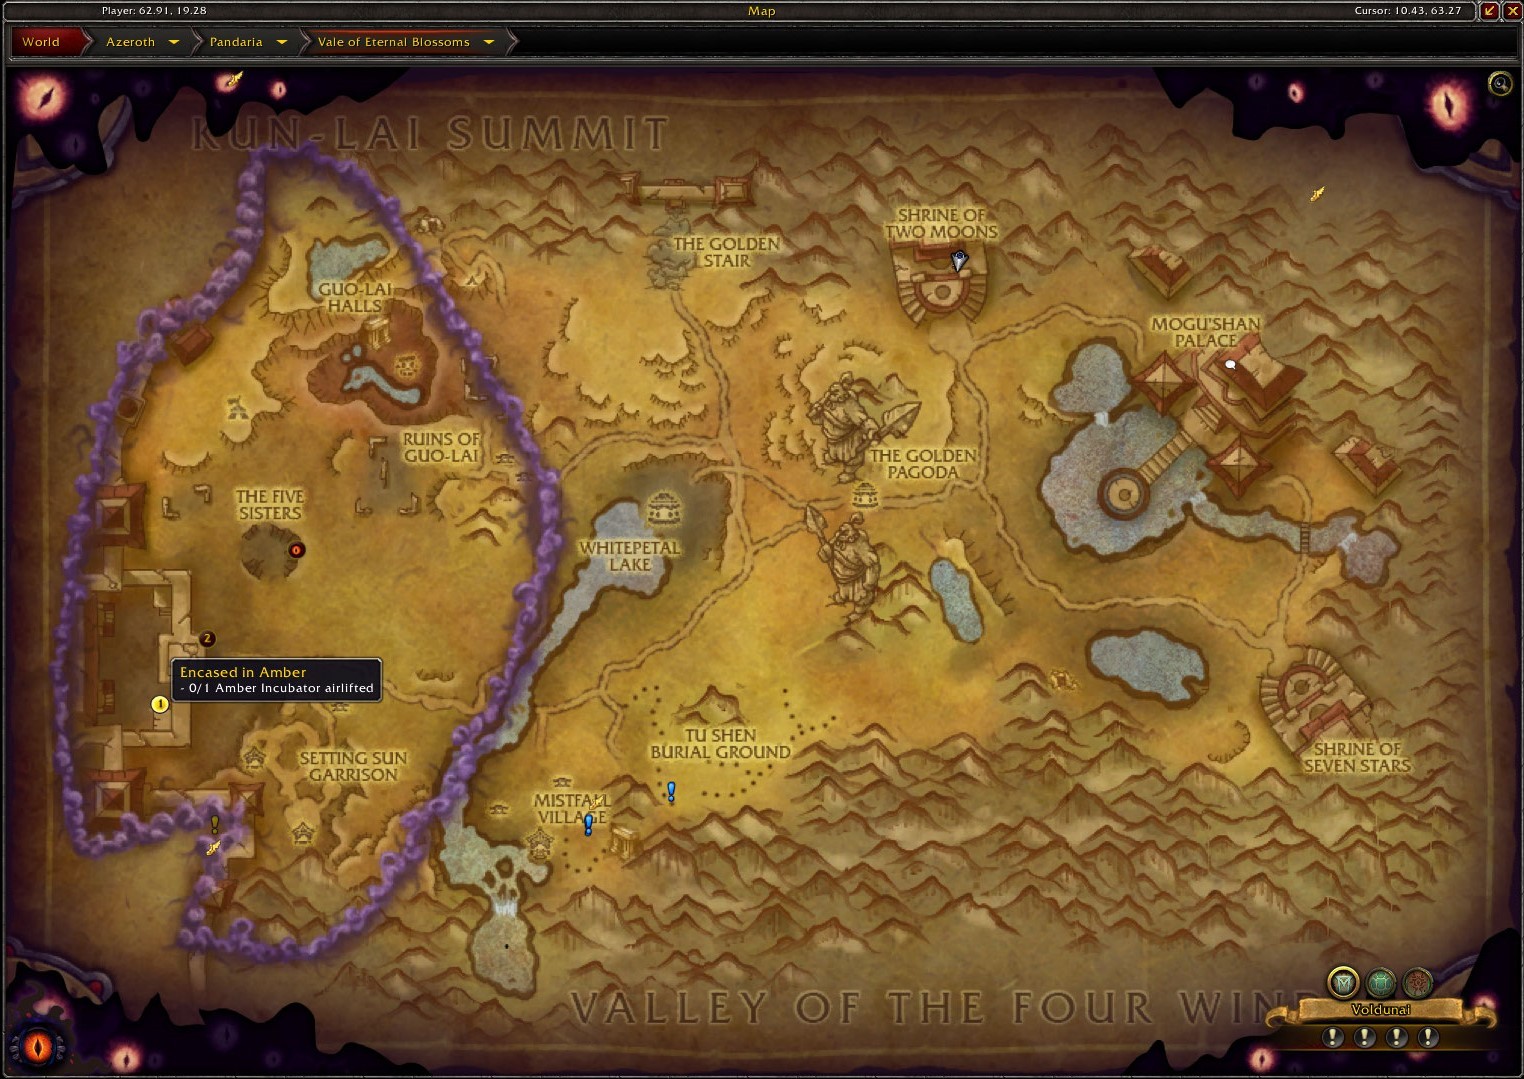 Player: 62.91, 19.28
Map
Cursor: 10.43, 63.27
World
Azeroth
Pandaria
Vale of Eternal Blossoms
KUN-LAI SUMMIT
SHRINE OF
TWO MOONS
THE GOLDEN
STAIR
GUO-LAI
HALLS
MOGU'SHAN
PALACE
RUINS OF
GUO-LAI
THE GOLDEN
PAGODA
THE FIVE
SISTERS
WHITEPETAL
LAKE
2
Encased in Amber
- 0/1 Amber Incubator airlifted
1
TU SHEN
BURIAL GROUND
SETTING SUN
GARRISON
SHRINE OF
SEVEN STARS
MISTFALL
VILLAGE
VALLEY OF THE FOUR WIND
Voldunai